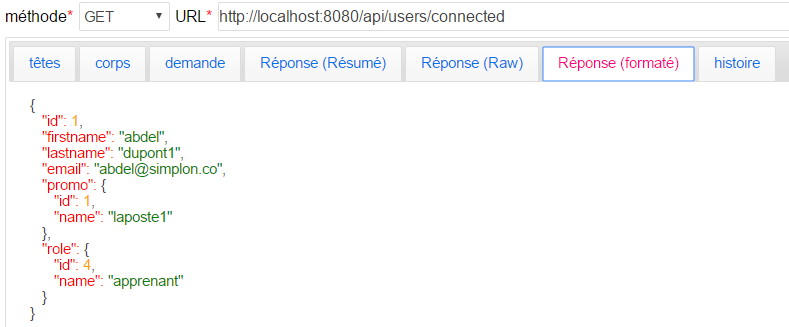 méthode* GET URL* http://localhost:8080/api/users/connected
têtes corps demande Réponse (Résumé) Réponse (Raw) Réponse (formaté) histoire
{
"id": 1,
"firstname": "abdel",
"lastname": "dupont1",
"email": "abdel@simplon.co",
"promo": {
"id": 1,
"name": "laposte1"
},
"role": {
"id": 4,
"name": "apprenant"
}
}